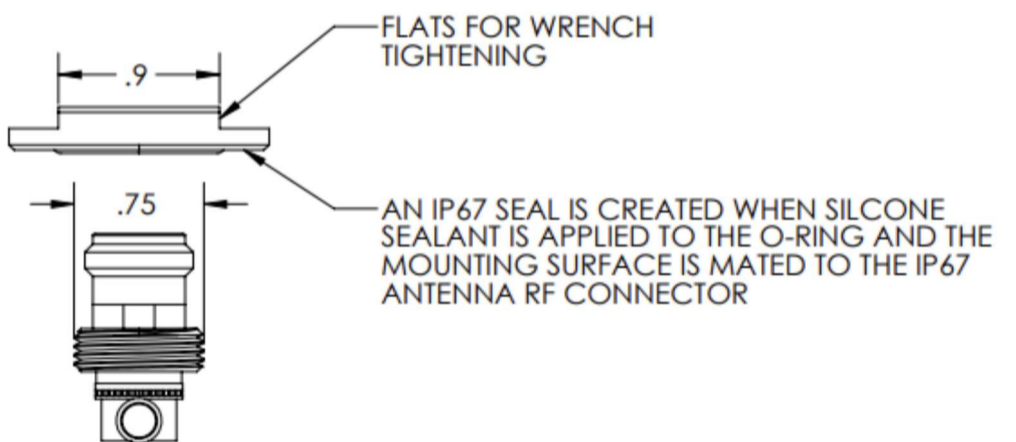 FLATS FOR WRENCH
TIGHTENING
.9
.75
AN IP67 SEAL IS CREATED WHEN SILCONE
SEALANT IS APPLIED TO THE O-RING AND THE
MOUNTING SURFACE IS MATED TO THE IP67
ANTENNA RF CONNECTOR